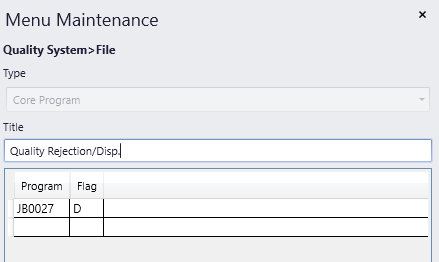 Menu Maintenance
Quality System>File
Type
Core Program
Title
Quality Rejection/Disp.
Program Flag
JB0027 D